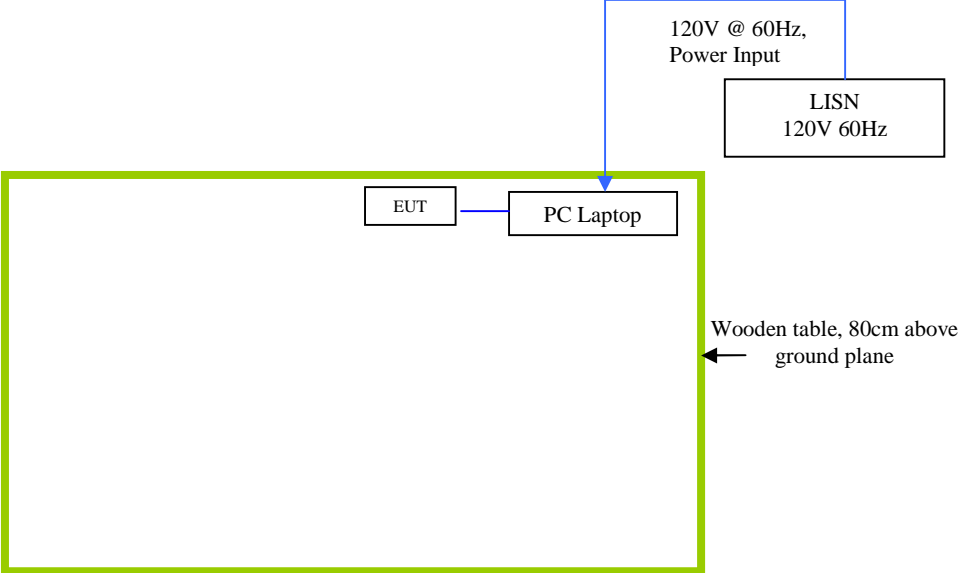 120V @ 60Hz,
Power Input
LISN
120V 60Hz
EUT
PC Laptop
Wooden table, 80cm above
ground plane